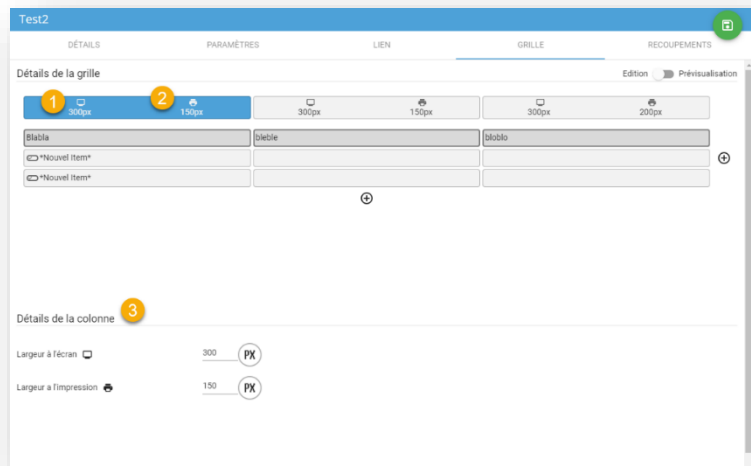 Test2
DÉTAILS PARAMÈTRES LIEN GRILLE RECOUPEMENTS
Détails de la grille Edition Prévisualisation
1 2
300px 150px 300px 150px 300px 200px
Blabla bleble bloblo
*Nouvel Item*
*Nouvel Item*
Détails de la colonne 3
Largeur à l'écran 300 PX
Largeur a l'impression 150 PX